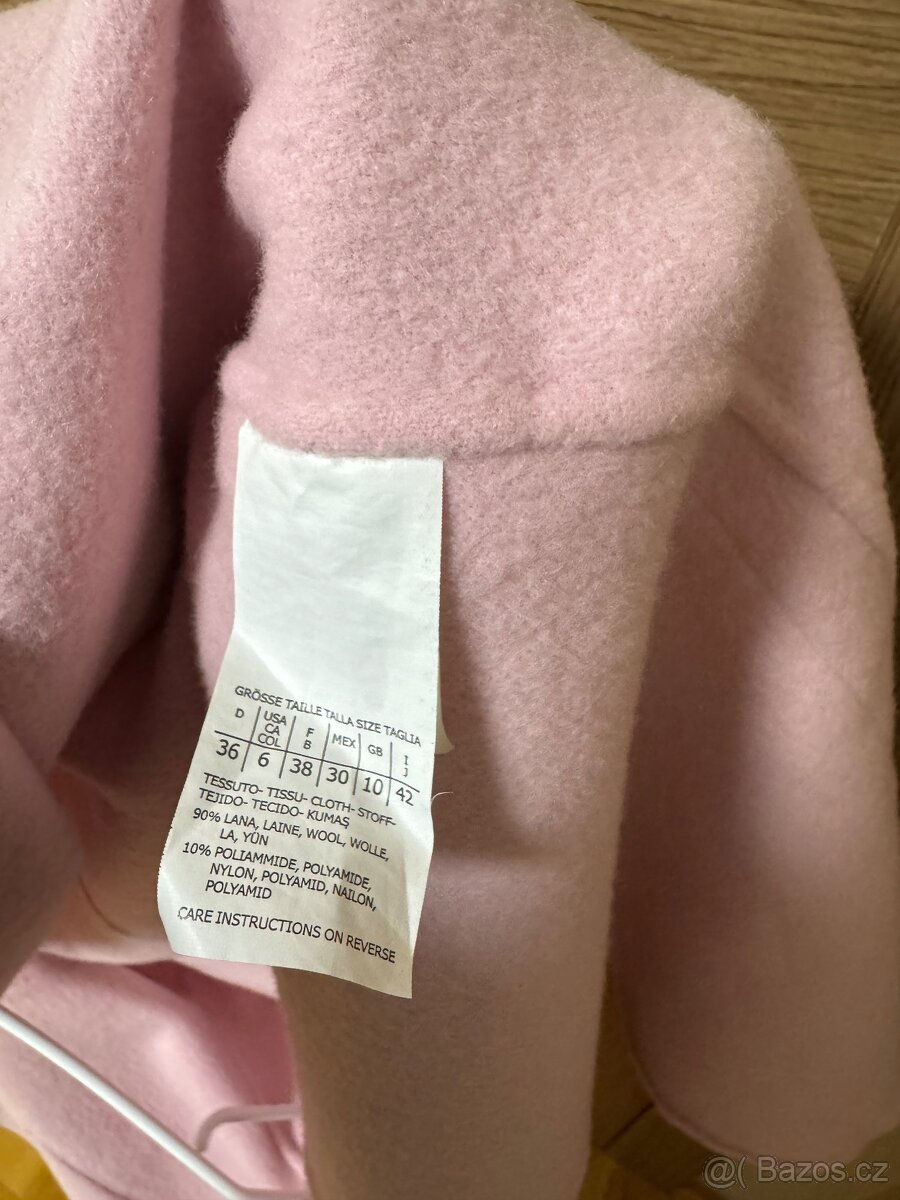 GRÖSSE TAILLE TALLA SIZE TAGLIA
D USA CA COL F B MEX GB I J
36 6 38 30 10 42
TESSUTO- TISSU- CLOTH- STOFF-
TEJIDO- TECIDO- KUMAŞ
90% LANA, LAINE, WOOL, WOLLE,
LA, YÜN
10% POLIAMMIDE, POLYAMIDE,
NYLON, POLYAMID, NAILON,
POLYAMID
CARE INSTRUCTIONS ON REVERSE
@( Bazos.cz